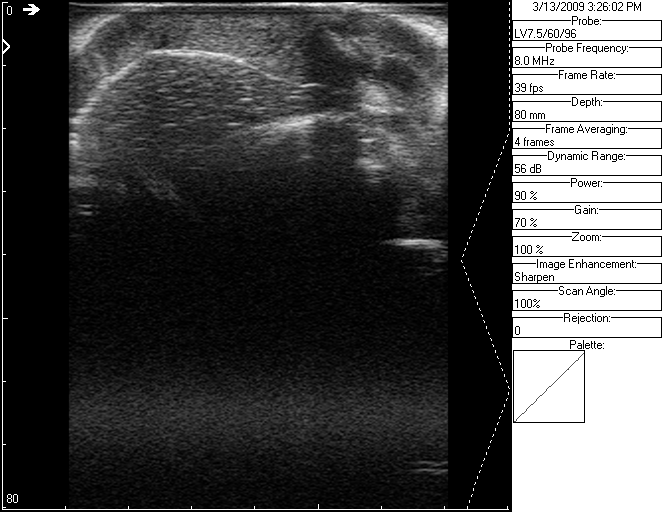 0
80
3/13/2009 3:26:02 PM
Probe:
LV7.5/60/96
Probe Frequency:
8.0 MHz
Frame Rate:
39 fps
Depth:
80 mm
Frame Averaging:
4 frames
Dynamic Range:
56 dB
Power:
90 %
Gain:
70 %
Zoom:
100 %
Image Enhancement:
Sharpen
Scan Angle:
100%
Rejection:
0
Palette: